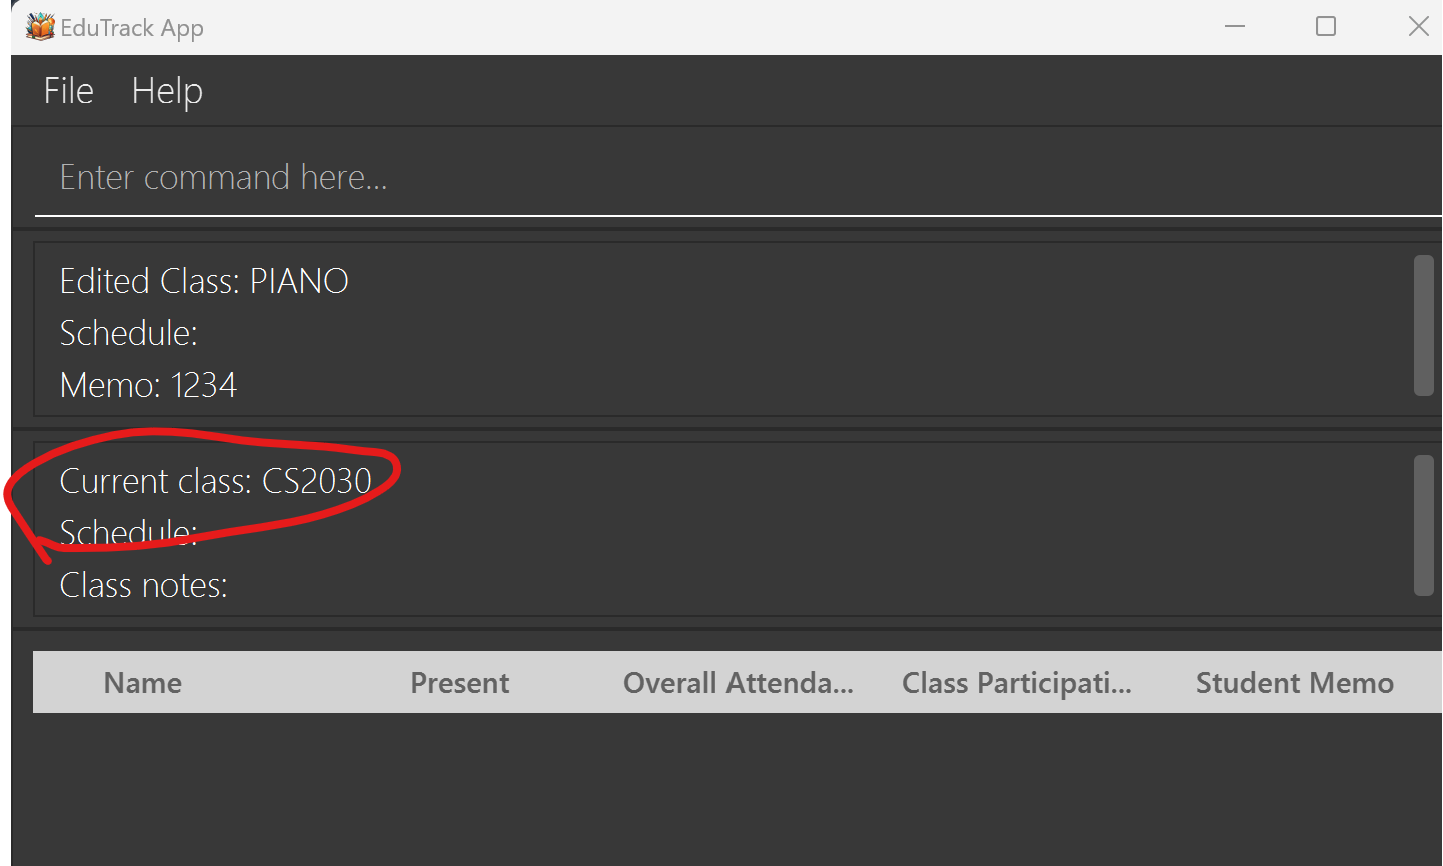 EduTrack App
File Help
Enter command here...
Edited Class: PIANO
Schedule:
Memo: 1234
Current class: CS2030
Schedule:
Class notes:
Name Present Overall Attenda... Class Participati... Student Memo